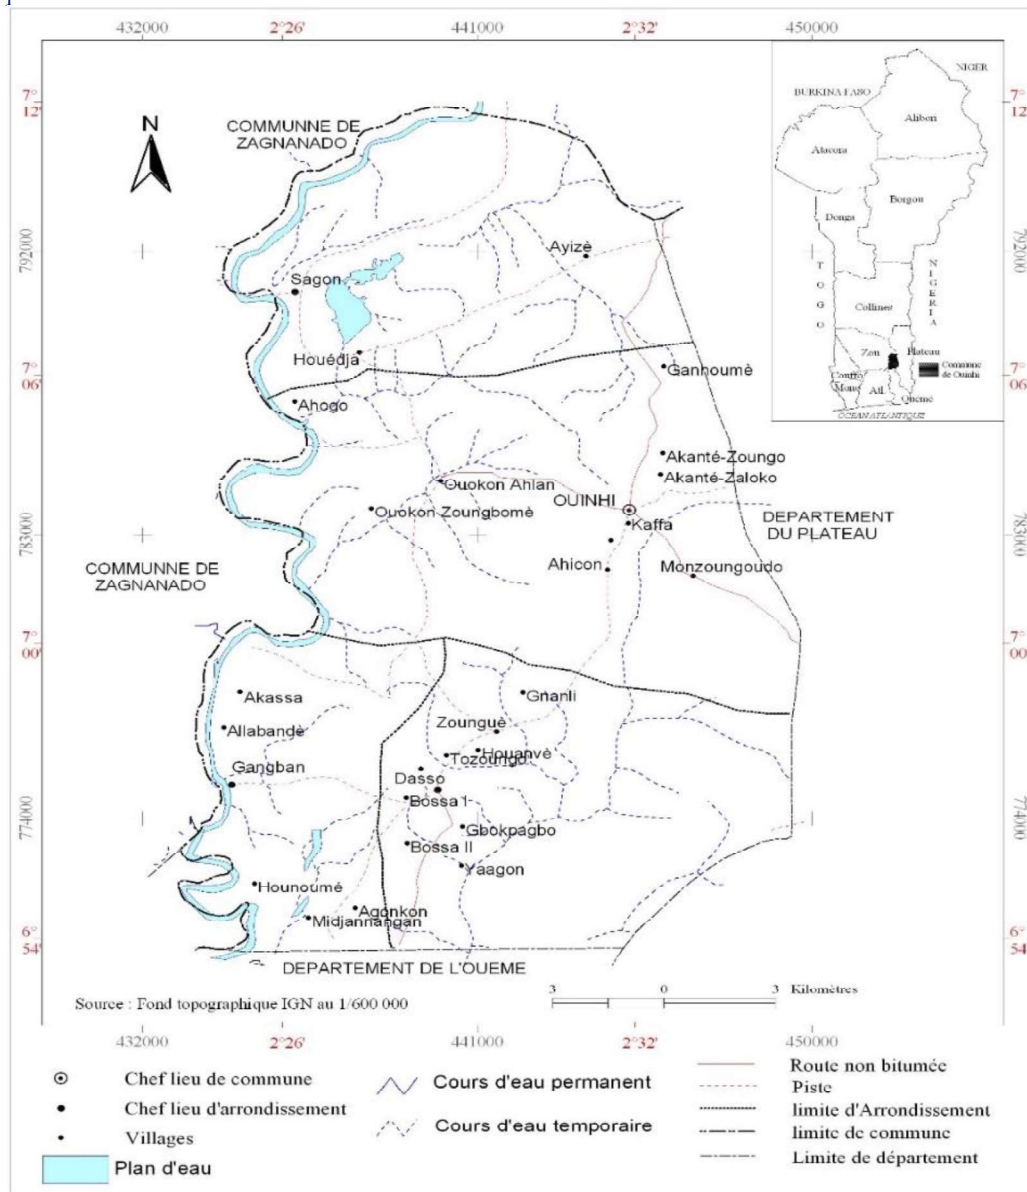 432000 2°26' 441000 2°32' 450000
7°
12'
7°
12'
N
COMMUNNE DE
ZAGNANADO
792000
792000
Ayizè
Sagon
Houédja
7°
06'
7°
06'
Ganhoumè
Ahogo
Akanté-Zoungo
Akanté-Zaloko
Ouokon Ahlan
OUINHI
Ouokon-Zoungbomè
Kaffa
DEPARTEMENT
DU PLATEAU
783000
783000
Ahicon
Monzoungoudo
COMMUNNE DE
ZAGNANADO
7°
00'
7°
00'
Akassa
Gnanli
Allabandè
Zounguè
Houanvè
Gangban
Dasso
Bossa I
774000
774000
Gbokpagbo
Bossa II
Yaagon
Hounoumé
Agonkon
Midjannangan
6°
54'
6°
54'
DEPARTEMENT DE L'OUEME
Source : Fond topographique IGN au 1/600 000
3 0 3 Kilomètres
432000 2°26' 441000 2°32' 450000
NIGER
BURKINA FASO
Alibori
Atacora
Borgou
Donga
TOGO
NIGERIA
Collines
Zou
Plateau
Couffo
Mono
Atl
Ouémé
Commune
de Ouinhi
OCEAN ATLANTIQUE
Chef lieu de commune
Chef lieu d'arrondissement
Villages
Plan d'eau
Cours d'eau permanent
Cours d'eau temporaire
Route non bitumée
Piste
limite d'Arrondissement
limite de commune
Limite de département